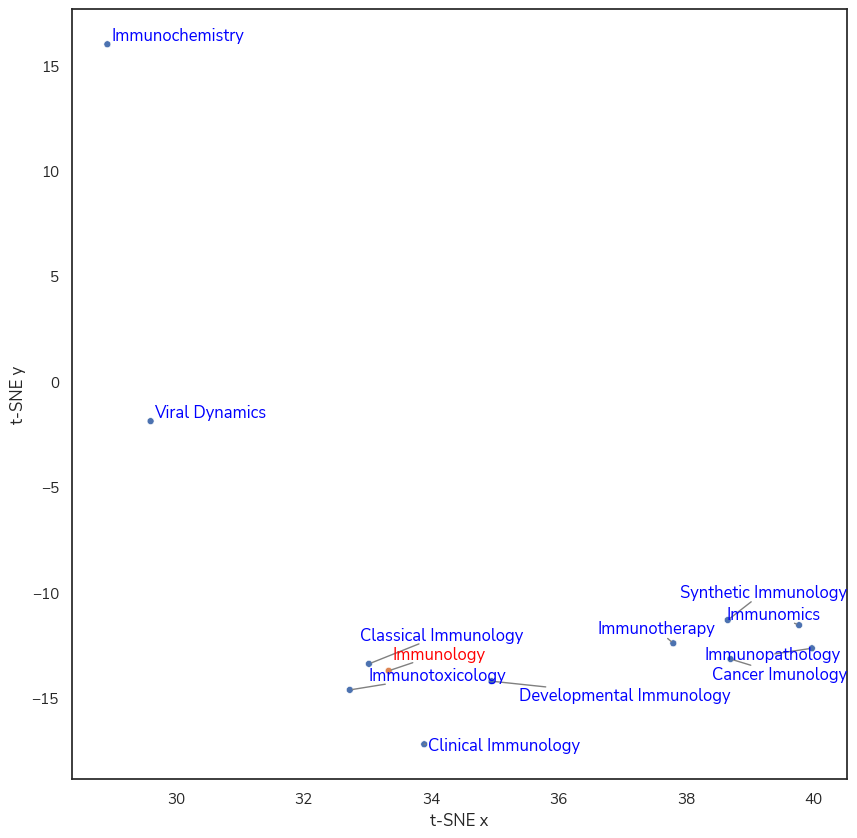 Immunochemistry
15
10
5
0
Viral Dynamics
−5
−10
Synthetic Immunology
Immunomics
Immunotherapy
Classical Immunology
Immunology
Immunopathology
Immunotoxicology
Cancer Imunology
Developmental Immunology
−15
Clinical Immunology
30
32
34
36
38
40
t-SNE x
t-SNE y